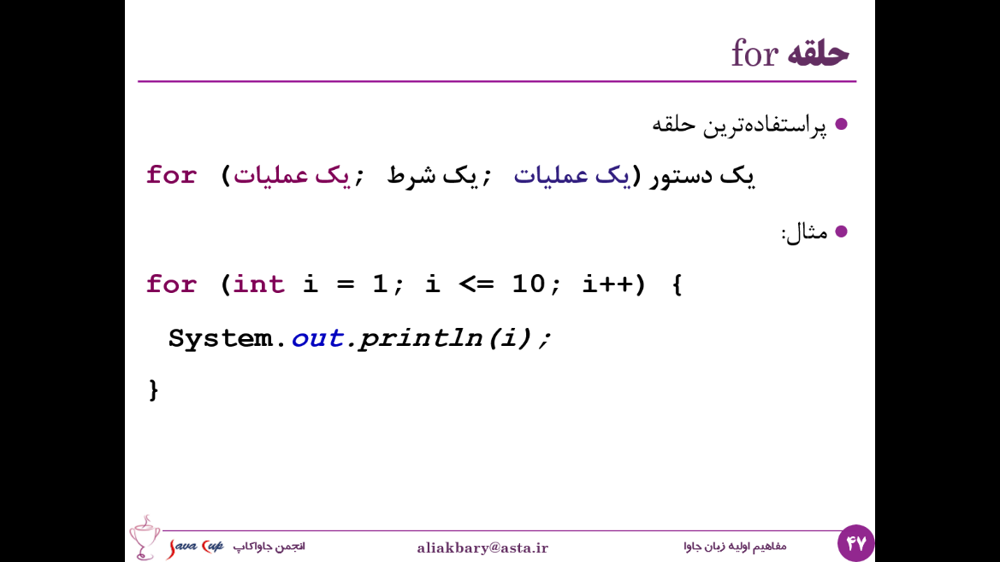 حلقه for
پراستفاده‌ترین حلقه
for (یک عملیات; یک شرط; یک عملیات) یک دستور
مثال:
for (int i = 1; i <= 10; i++) {
System.out.println(i);
}
Java Cup انجمن جاواکاپ
aliakbary@asta.ir
مفاهیم اولیه زبان جاوا
۴۷